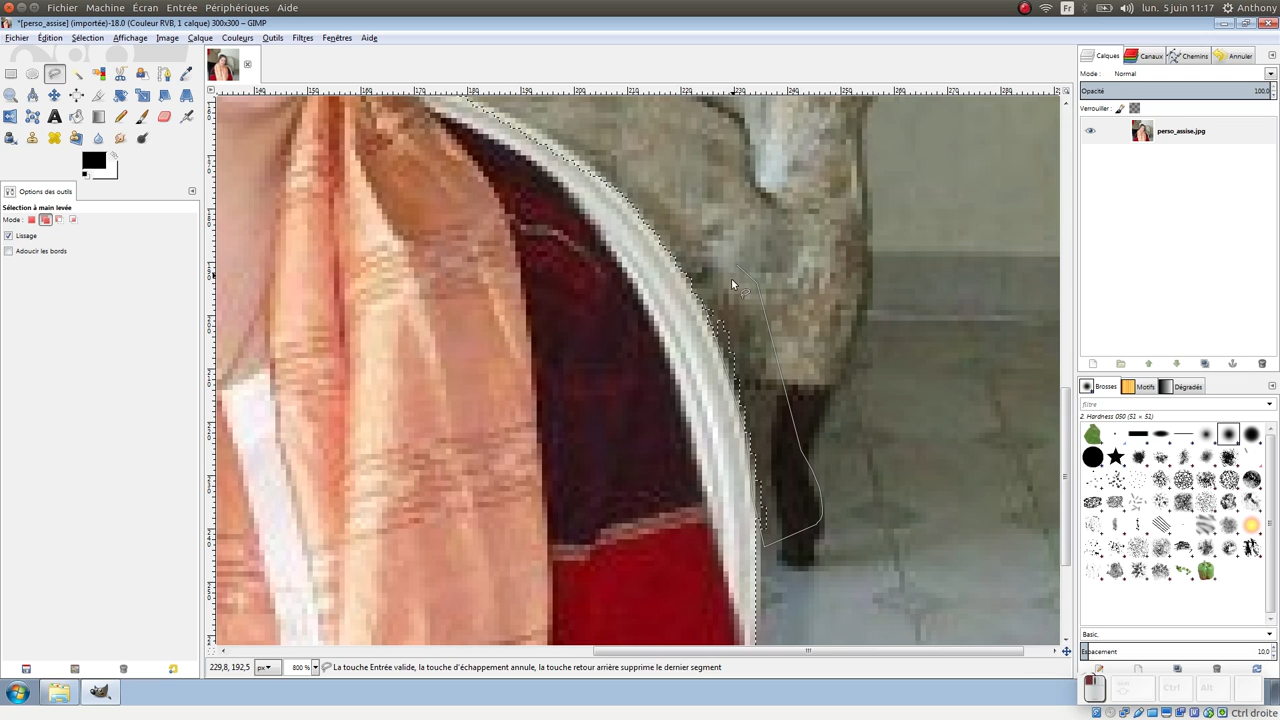 Fichier Machine Écran Entrée Périphériques Aide
Fr
lun. 5 juin 11:17 Anthony
*[perso_assise] (importée)-18.0 (Couleur RVB, 1 calque) 300x300 – GIMP
Fichier Édition Sélection Affichage Image Calque Couleurs Outils Filtres Fenêtres Aide
Calques Canaux Chemins Annuler
Mode : Normal
Opacité 100,0
Verrouiller :
perso_assise.jpg
Options des outils
Sélection à main levée
Mode :
Lissage
Adoucir les bords
Brosses Motifs Dégradés
filtre
2. Hardness 050 (51 × 51)
Basic,
Espacement 10,0
229,8, 192,5 px 800 % La touche Entrée valide, la touche d'échappement annule, la touche retour arrière supprime le dernier segment
Ctrl Alt
Ctrl droite